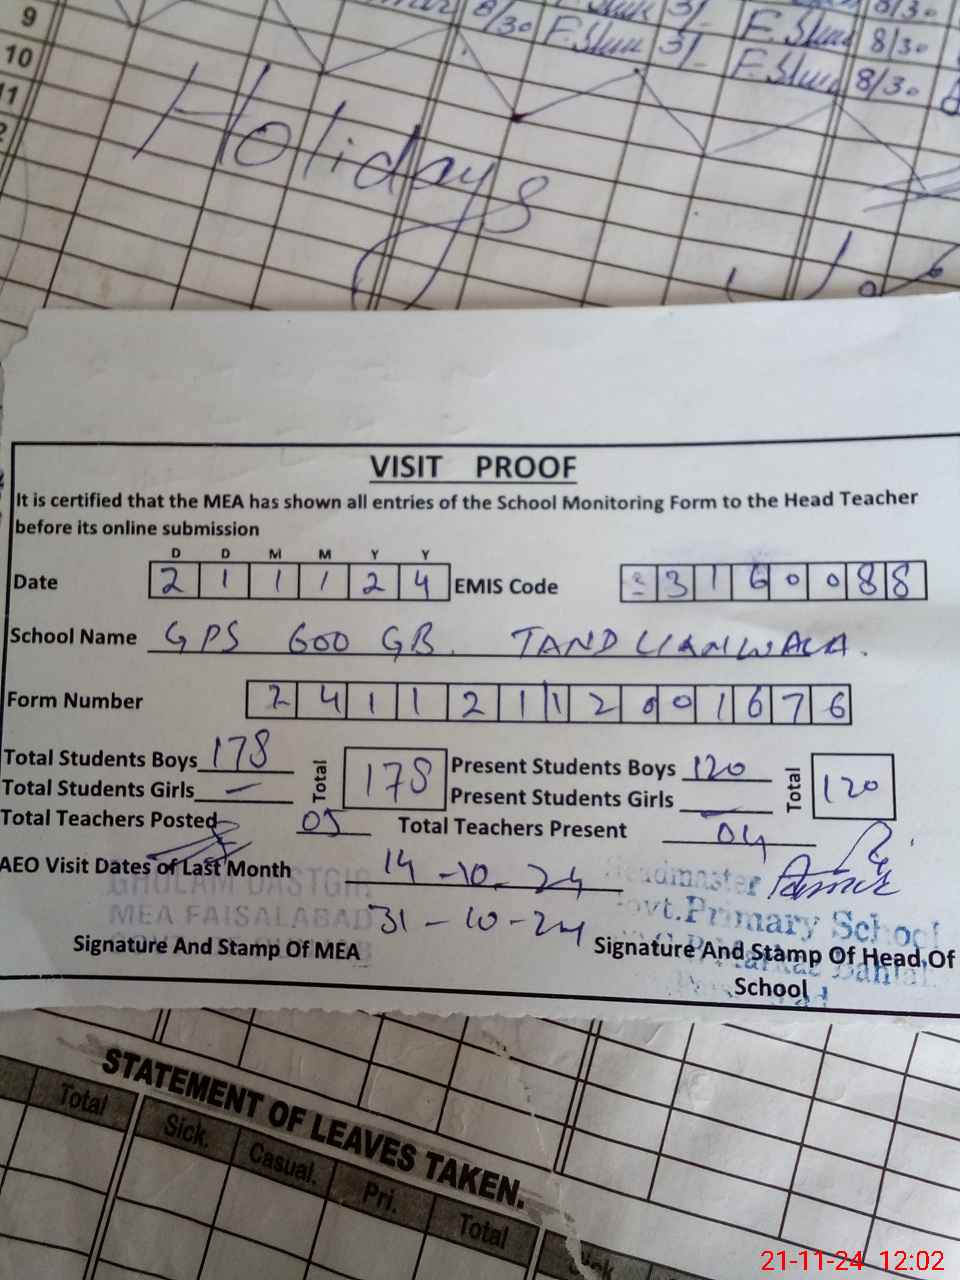 9
10
11
8/30 F.Shan 31/- F.Shan 8/30
F.Shan 8/30
Holidays
VISIT PROOF
It is certified that the MEA has shown all entries of the School Monitoring Form to the Head Teacher
before its online submission
D D M M Y Y
Date 2 1 1 1 2 4 EMIS Code 3 1 6 0 0 8 8
School Name GPS 600 GB. TANDLIANWALA.
Form Number 2 4 1 1 2 1 1 2 0 0 1 6 7 6
Total Students Boys 178 Total 178 Present Students Boys 120 Total 120
Total Students Girls — Present Students Girls —
Total Teachers Posted 05 Total Teachers Present 04
AEO Visit Dates of Last Month 14-10-24
31-10-24
GHULAM DASTGIR
MEA FAISALABAD
Signature And Stamp Of MEA
Headmaster
Govt.Primary School
Signature And Stamp Of Head Of
School
STATEMENT OF LEAVES TAKEN.
Total Sick. Casual. Pri. Total Sick
21-11-24 12:02